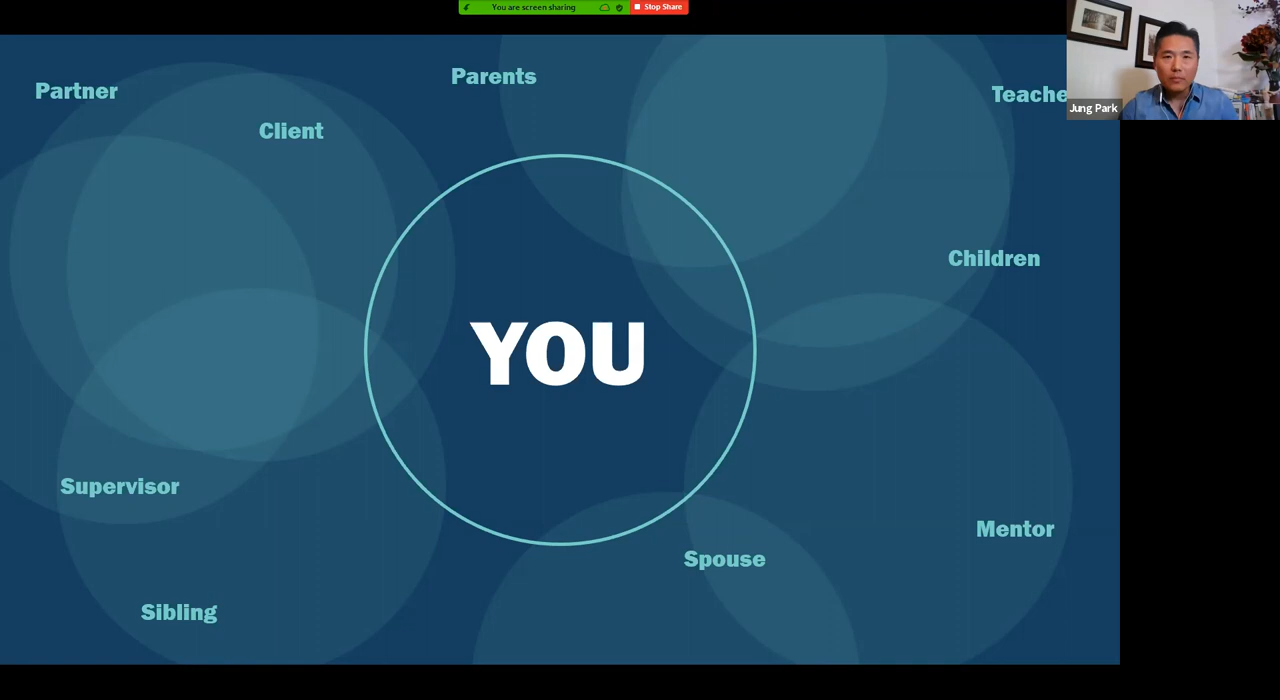 You are screen sharing
Stop Share
Parents
Partner
Teache
Jung Park
Client
Children
YOU
Supervisor
Mentor
Spouse
Sibling